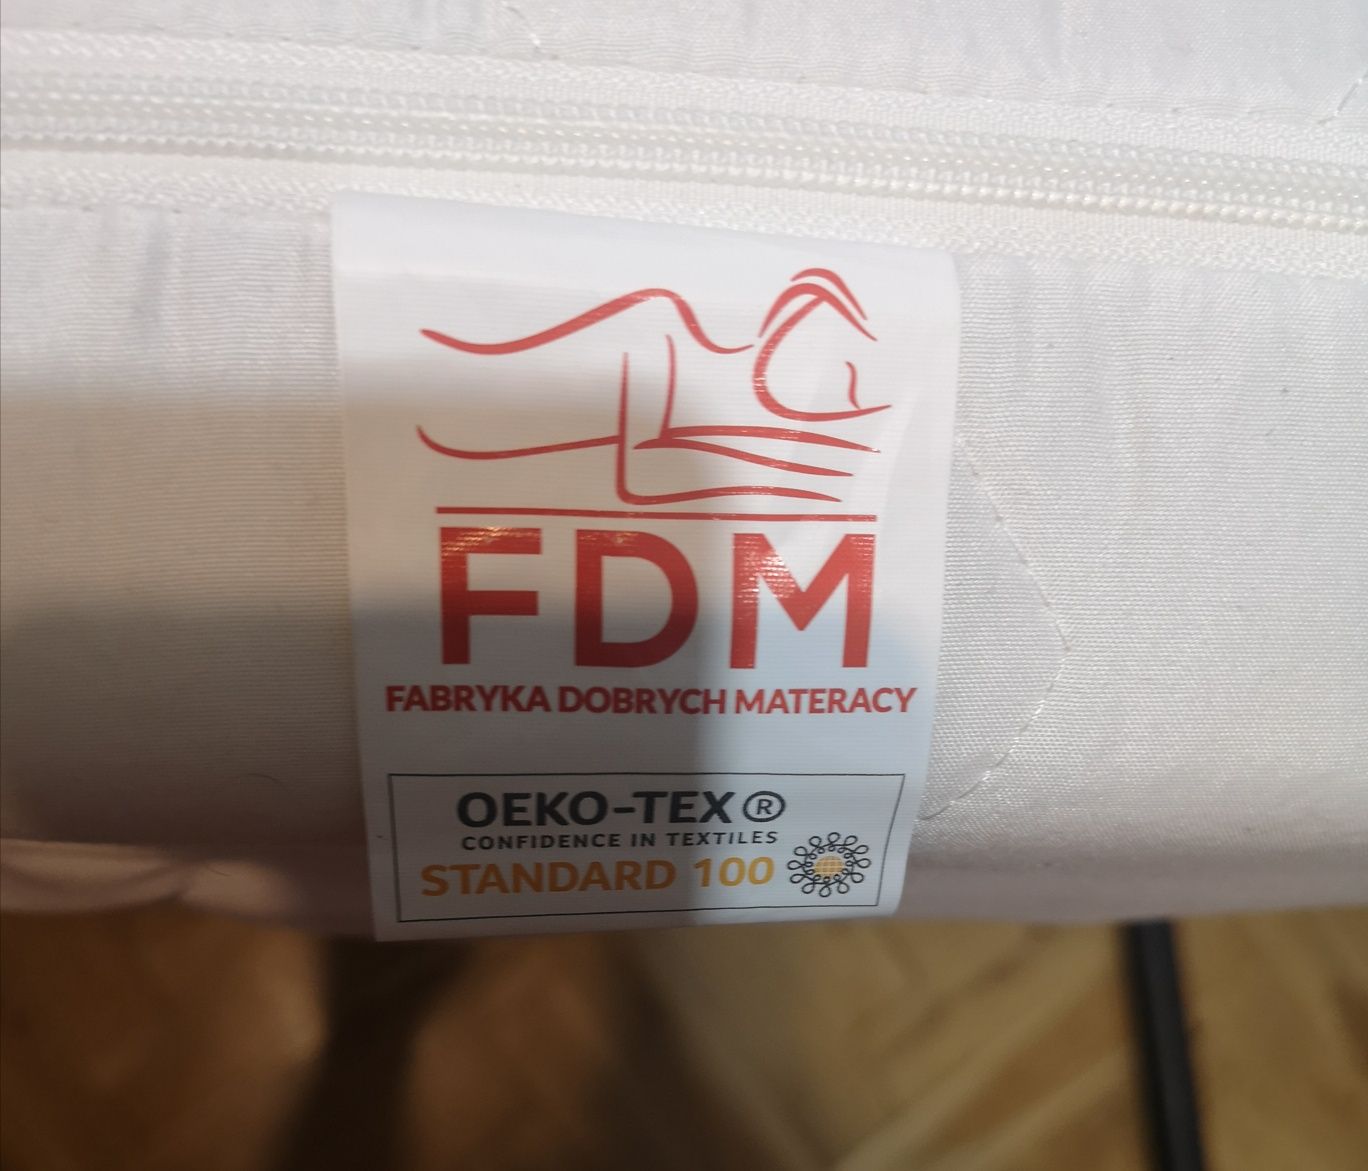 FDM
FABRYKA DOBRYCH MATERACY
OEKO-TEX®
CONFIDENCE IN TEXTILES
STANDARD 100